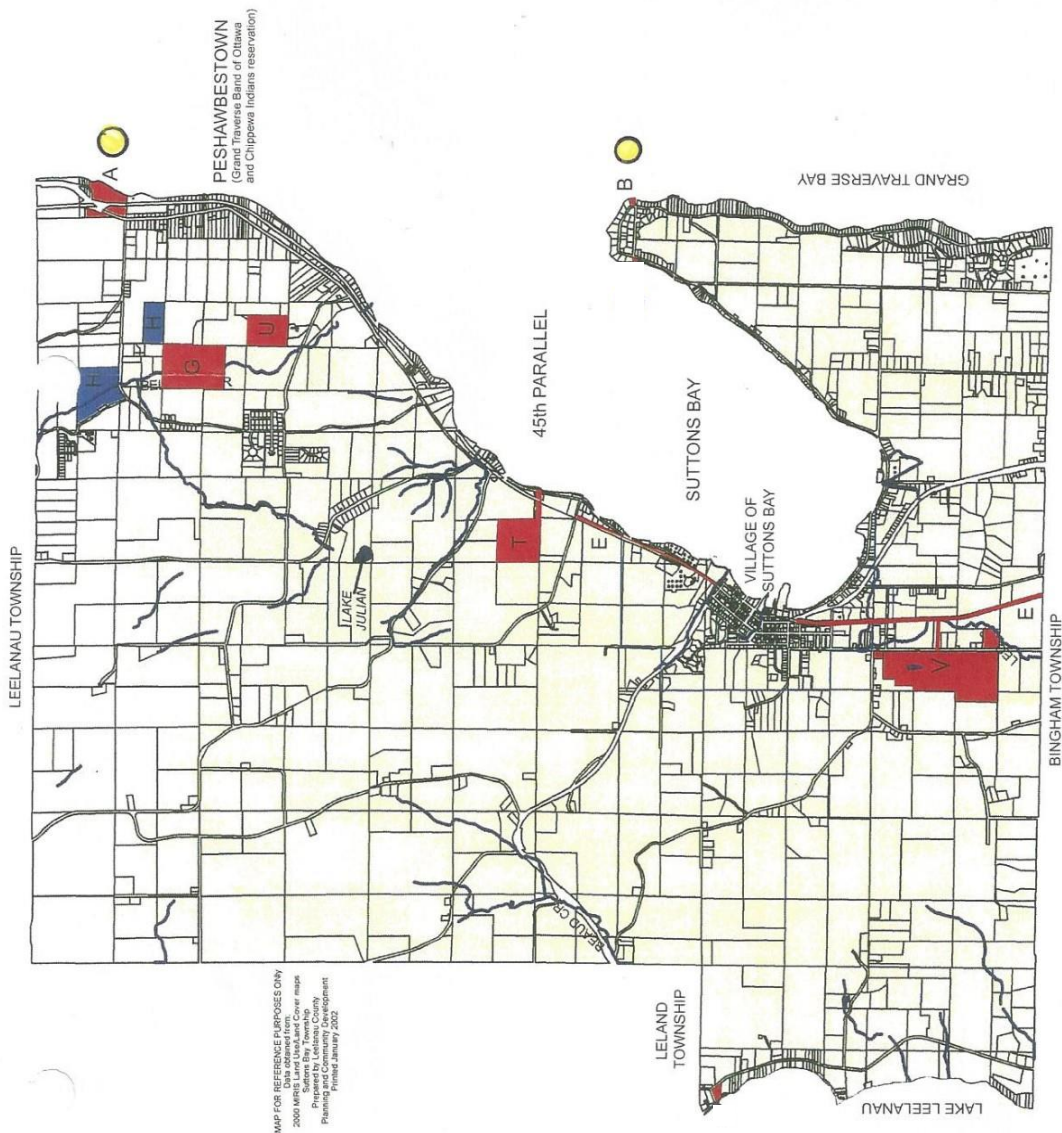 LEELANAU TOWNSHIP
A
PESHAWBESTOWN
(Grand Traverse Band of Ottawa
and Chippewa Indians reservation)
H
H
G
U
45th PARALLEL
LAKE
JULIAN
T
E
SUTTONS BAY
VILLAGE OF
SUTTONS BAY
B
GRAND TRAVERSE BAY
E
V
BINGHAM TOWNSHIP
MAP FOR REFERENCE PURPOSES ONLY
Data obtained from:
2000 MIRIS Land Use/Land Cover maps
Suttons Bay Township
Prepared by Leelanau County
Planning and Community Development
Printed January 2002
BEAUD CR
LELAND
TOWNSHIP
LAKE LEELANAU